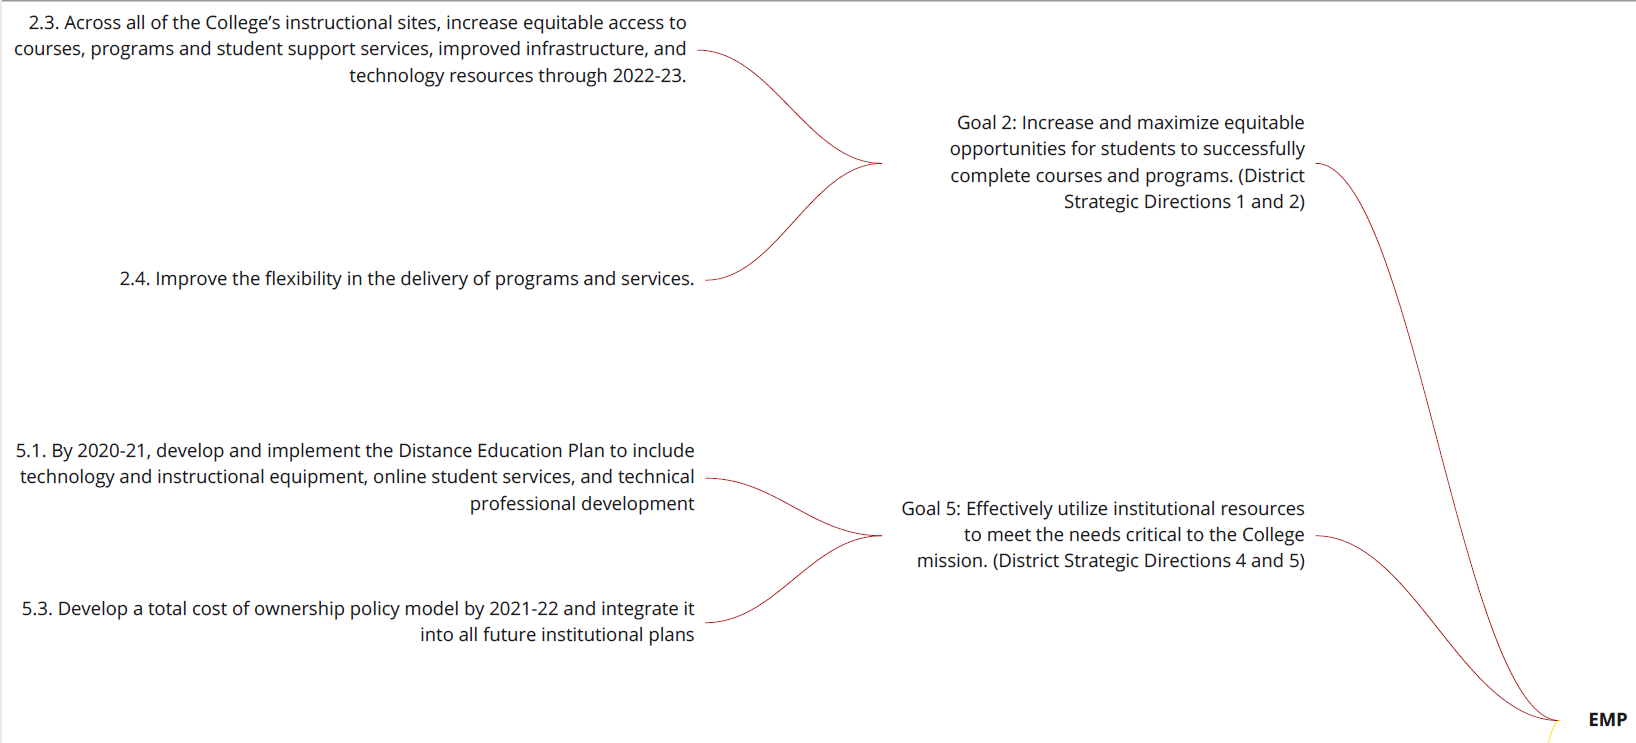 2.3. Across all of the College’s instructional sites, increase equitable access to
courses, programs and student support services, improved infrastructure, and
technology resources through 2022-23.
Goal 2: Increase and maximize equitable
opportunities for students to successfully
complete courses and programs. (District
Strategic Directions 1 and 2)
2.4. Improve the flexibility in the delivery of programs and services.
5.1. By 2020-21, develop and implement the Distance Education Plan to include
technology and instructional equipment, online student services, and technical
professional development
Goal 5: Effectively utilize institutional resources
to meet the needs critical to the College
mission. (District Strategic Directions 4 and 5)
5.3. Develop a total cost of ownership policy model by 2021-22 and integrate it
into all future institutional plans
EMP